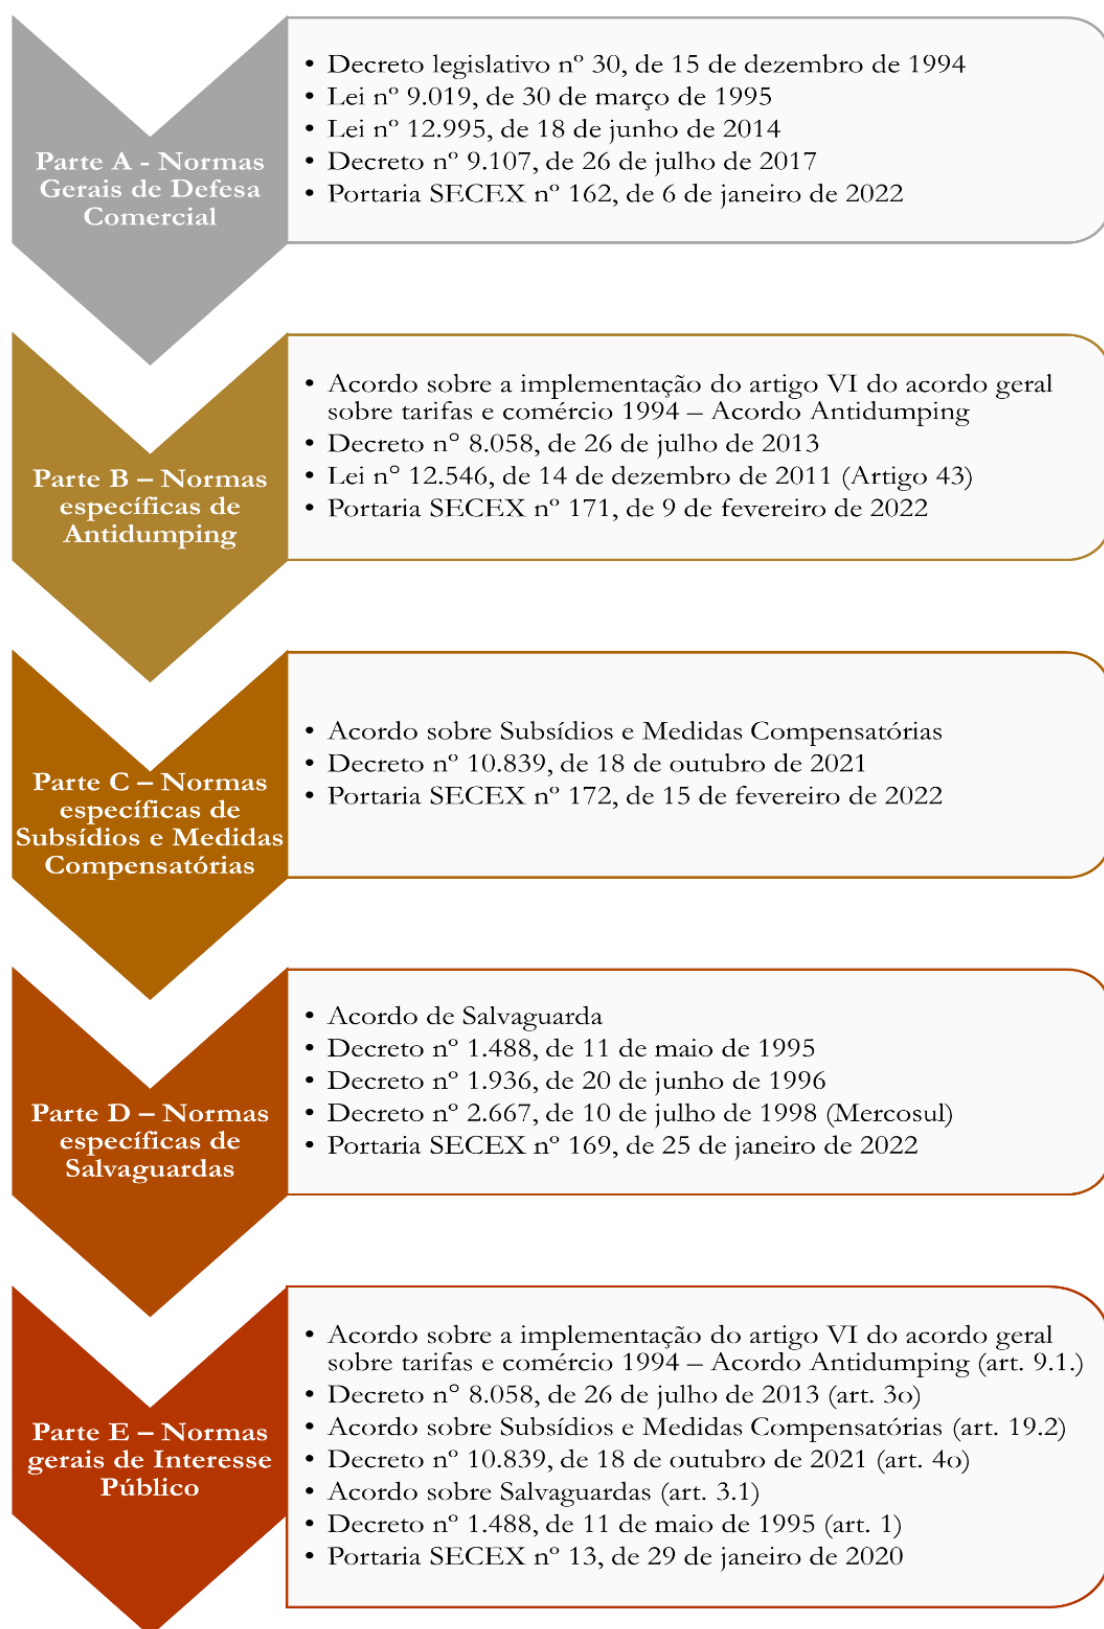 Parte A - Normas
Gerais de Defesa
Comercial
• Decreto legislativo nº 30, de 15 de dezembro de 1994
• Lei nº 9.019, de 30 de março de 1995
• Lei nº 12.995, de 18 de junho de 2014
• Decreto nº 9.107, de 26 de julho de 2017
• Portaria SECEX nº 162, de 6 de janeiro de 2022
Parte B – Normas
específicas de
Antidumping
• Acordo sobre a implementação do artigo VI do acordo geral
sobre tarifas e comércio 1994 – Acordo Antidumping
• Decreto n° 8.058, de 26 de julho de 2013
• Lei n° 12.546, de 14 de dezembro de 2011 (Artigo 43)
• Portaria SECEX nº 171, de 9 de fevereiro de 2022
Parte C – Normas
específicas de
Subsídios e Medidas
Compensatórias
• Acordo sobre Subsídios e Medidas Compensatórias
• Decreto nº 10.839, de 18 de outubro de 2021
• Portaria SECEX nº 172, de 15 de fevereiro de 2022
Parte D – Normas
específicas de
Salvaguardas
• Acordo de Salvaguarda
• Decreto nº 1.488, de 11 de maio de 1995
• Decreto nº 1.936, de 20 de junho de 1996
• Decreto nº 2.667, de 10 de julho de 1998 (Mercosul)
• Portaria SECEX nº 169, de 25 de janeiro de 2022
Parte E – Normas
gerais de Interesse
Público
• Acordo sobre a implementação do artigo VI do acordo geral
sobre tarifas e comércio 1994 – Acordo Antidumping (art. 9.1.)
• Decreto n° 8.058, de 26 de julho de 2013 (art. 3o)
• Acordo sobre Subsídios e Medidas Compensatórias (art. 19.2)
• Decreto nº 10.839, de 18 de outubro de 2021 (art. 4o)
• Acordo sobre Salvaguardas (art. 3.1)
• Decreto nº 1.488, de 11 de maio de 1995 (art. 1)
• Portaria SECEX nº 13, de 29 de janeiro de 2020